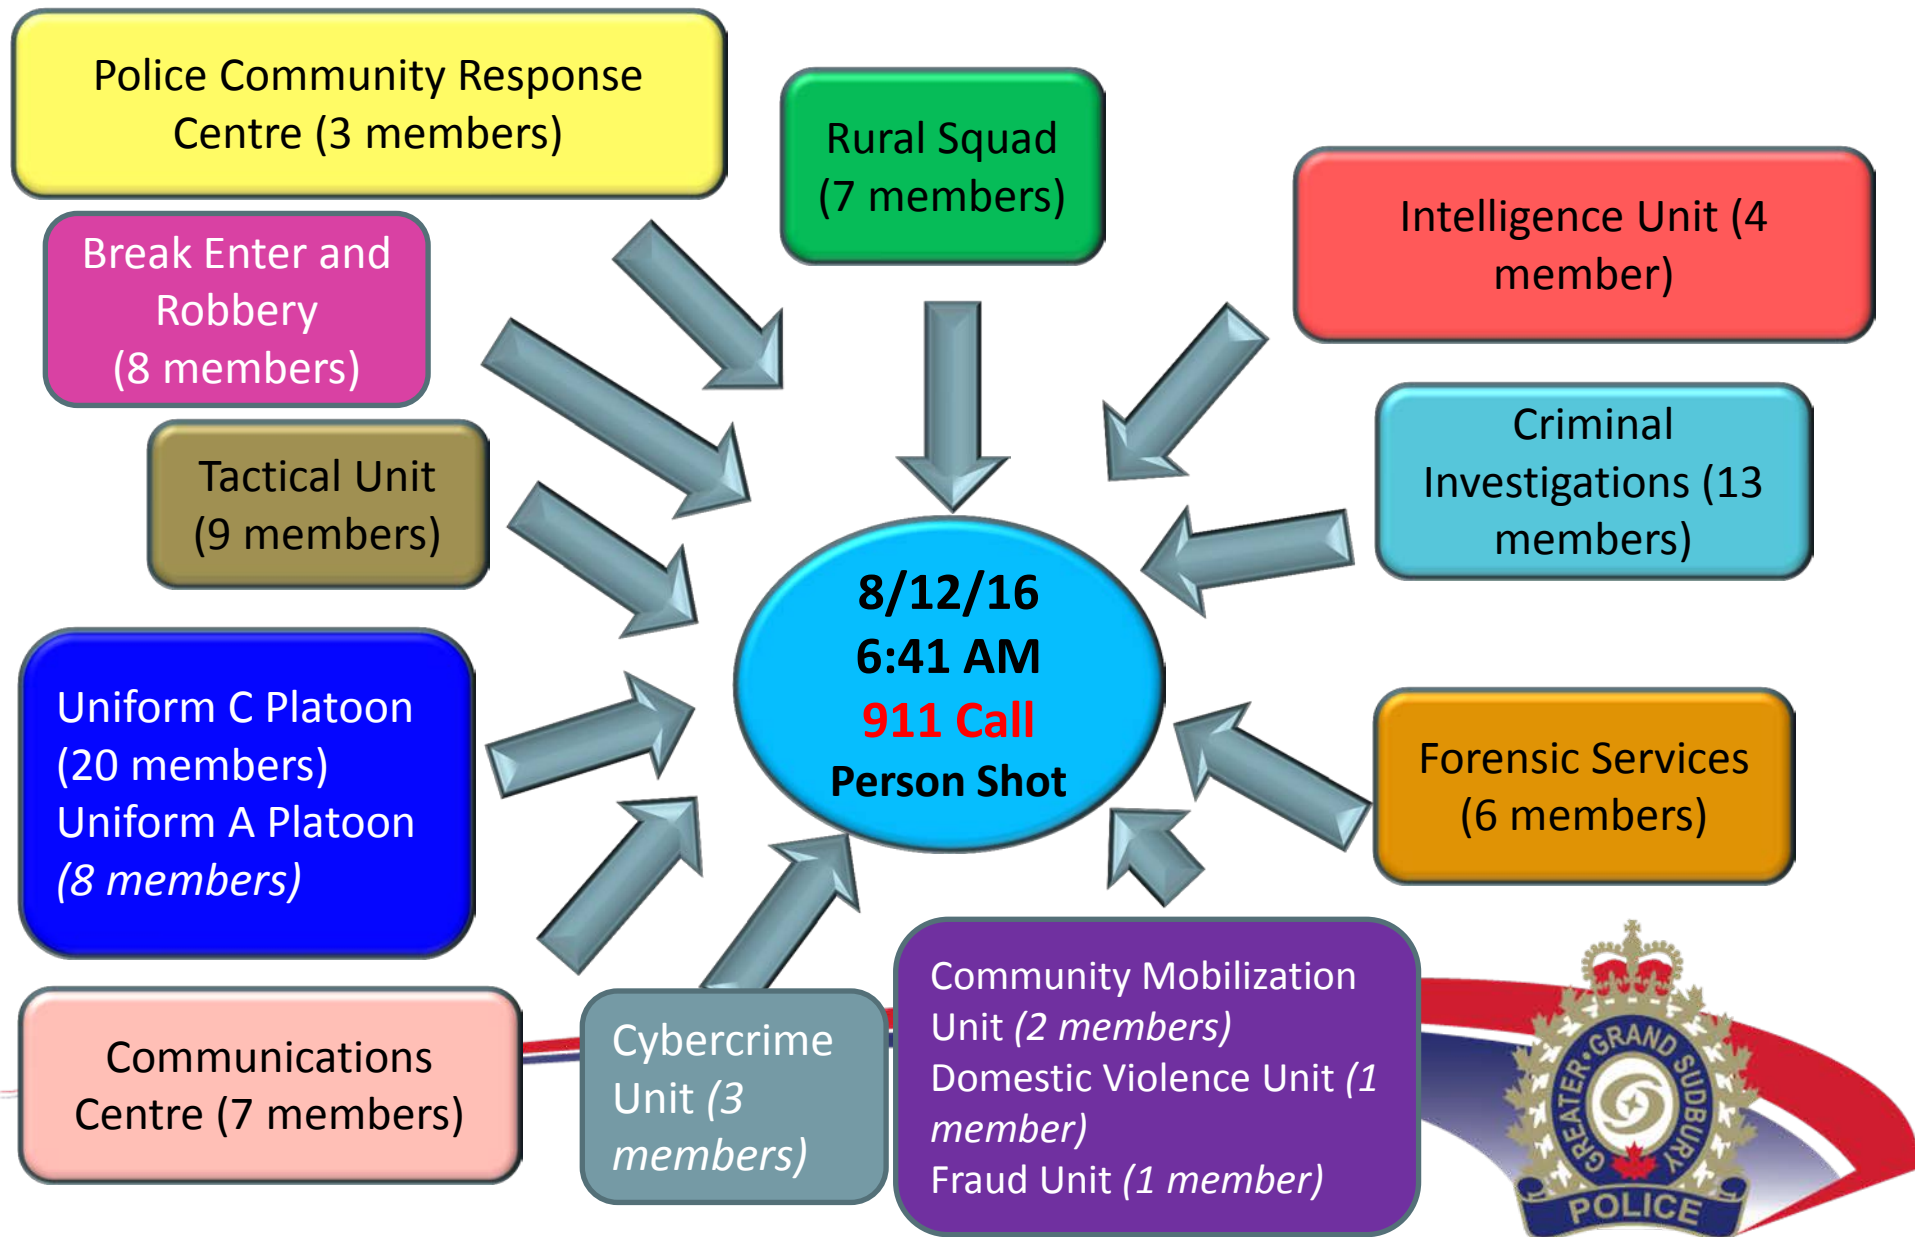 Police Community Response
Centre (3 members)
Rural Squad
(7 members)
Intelligence Unit (4
member)
Break Enter and
Robbery
(8 members)
Criminal
Investigations (13
members)
Tactical Unit
(9 members)
8/12/16
6:41 AM
911 Call
Person Shot
Uniform C Platoon
(20 members)
Uniform A Platoon
(8 members)
Forensic Services
(6 members)
Communications
Centre (7 members)
Cybercrime
Unit (3
members)
Community Mobilization
Unit (2 members)
Domestic Violence Unit (1
member)
Fraud Unit (1 member)
GREATER • GRAND SUDBURY
POLICE